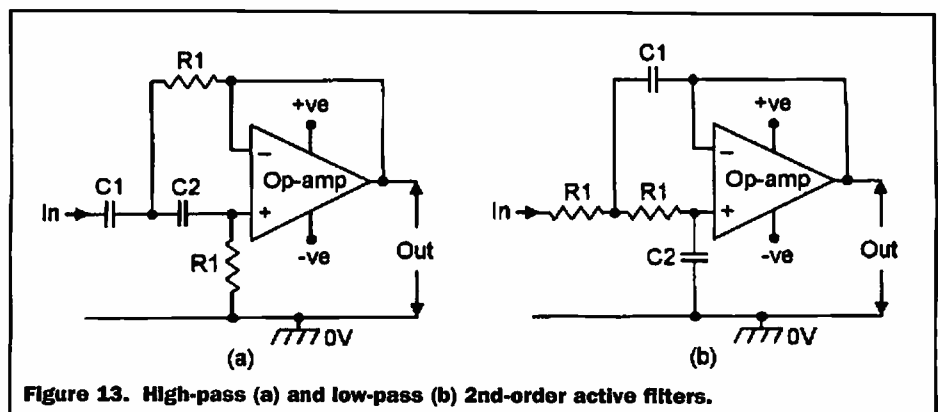 R1
+ve
C1
C2
In
−
Op-amp
+
R1
-ve
Out
0V
(a)
C1
+ve
R1
R1
In
−
Op-amp
+
C2
-ve
Out
0V
(b)
Figure 13. High-pass (a) and low-pass (b) 2nd-order active filters.